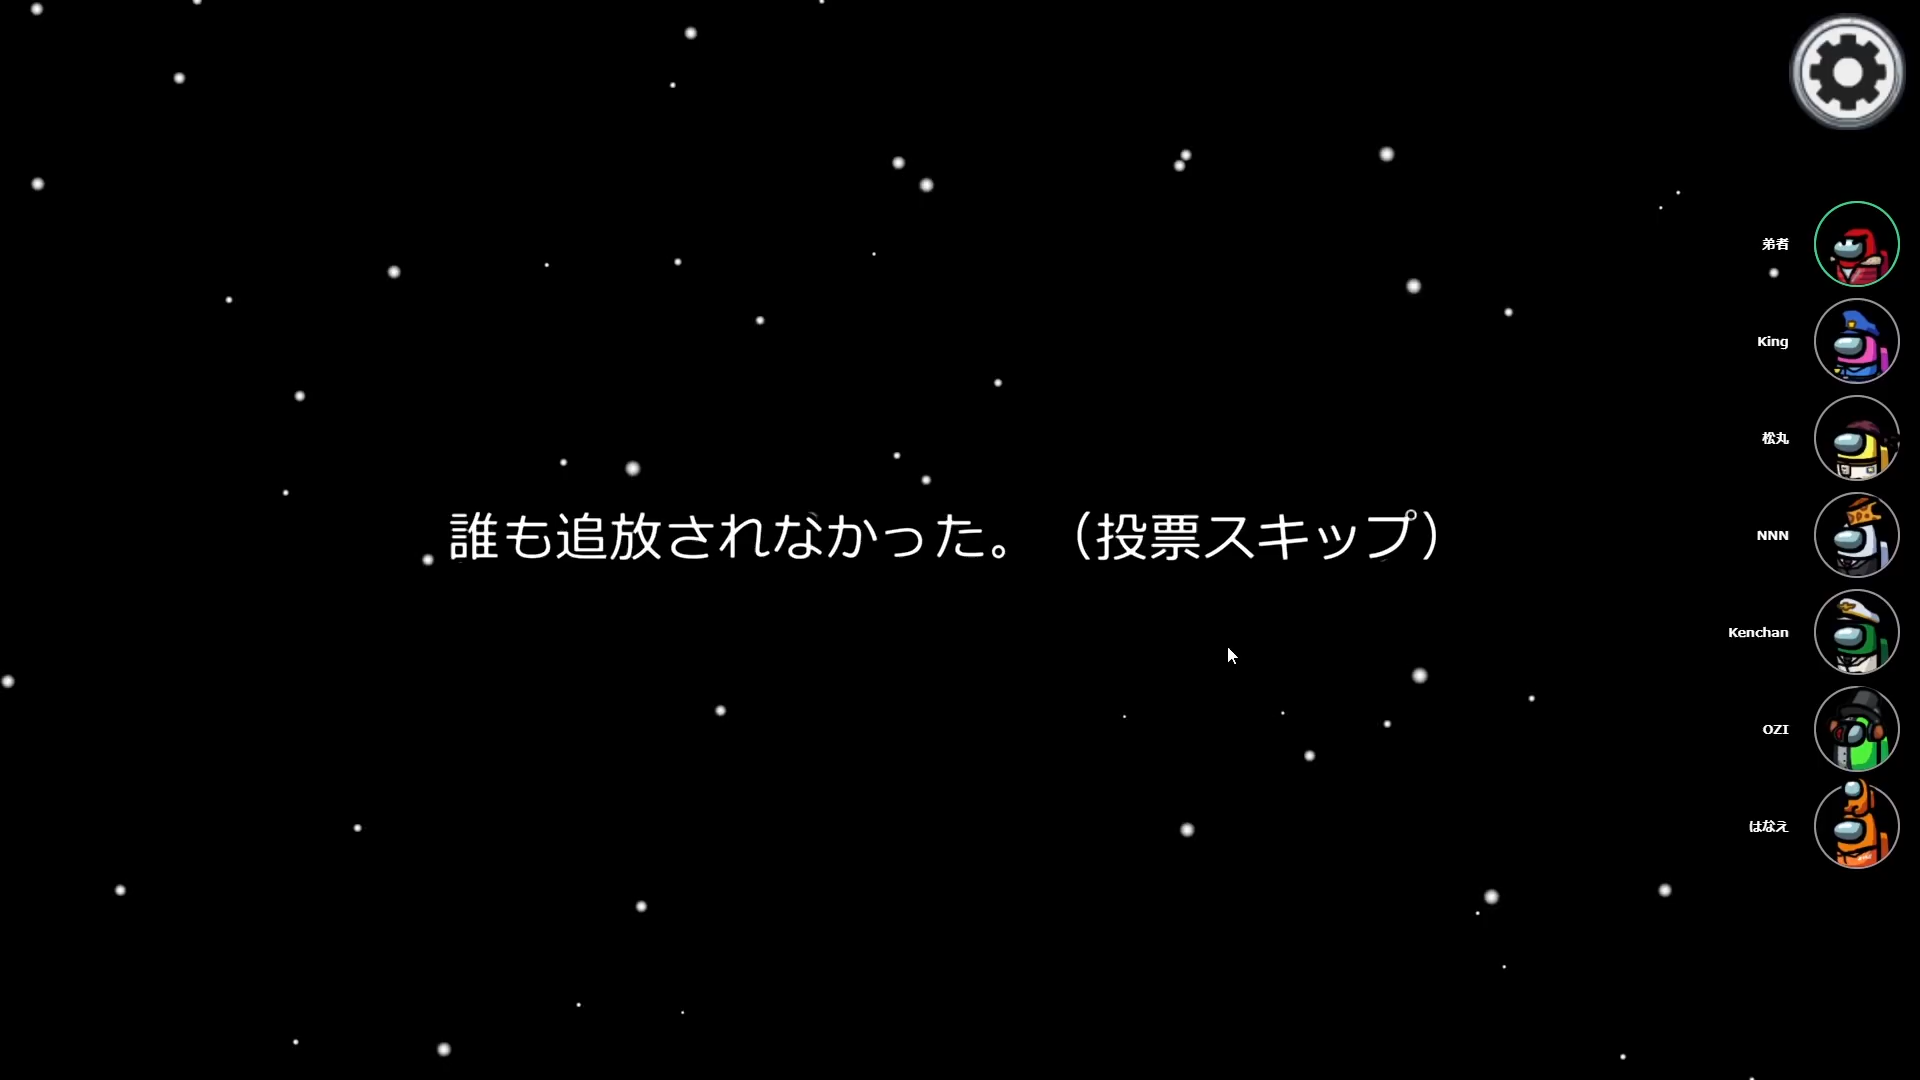 誰も追放されなかった。（投票スキップ）
弟者
King
松丸
NNN
Kenchan
OZI
はなえ